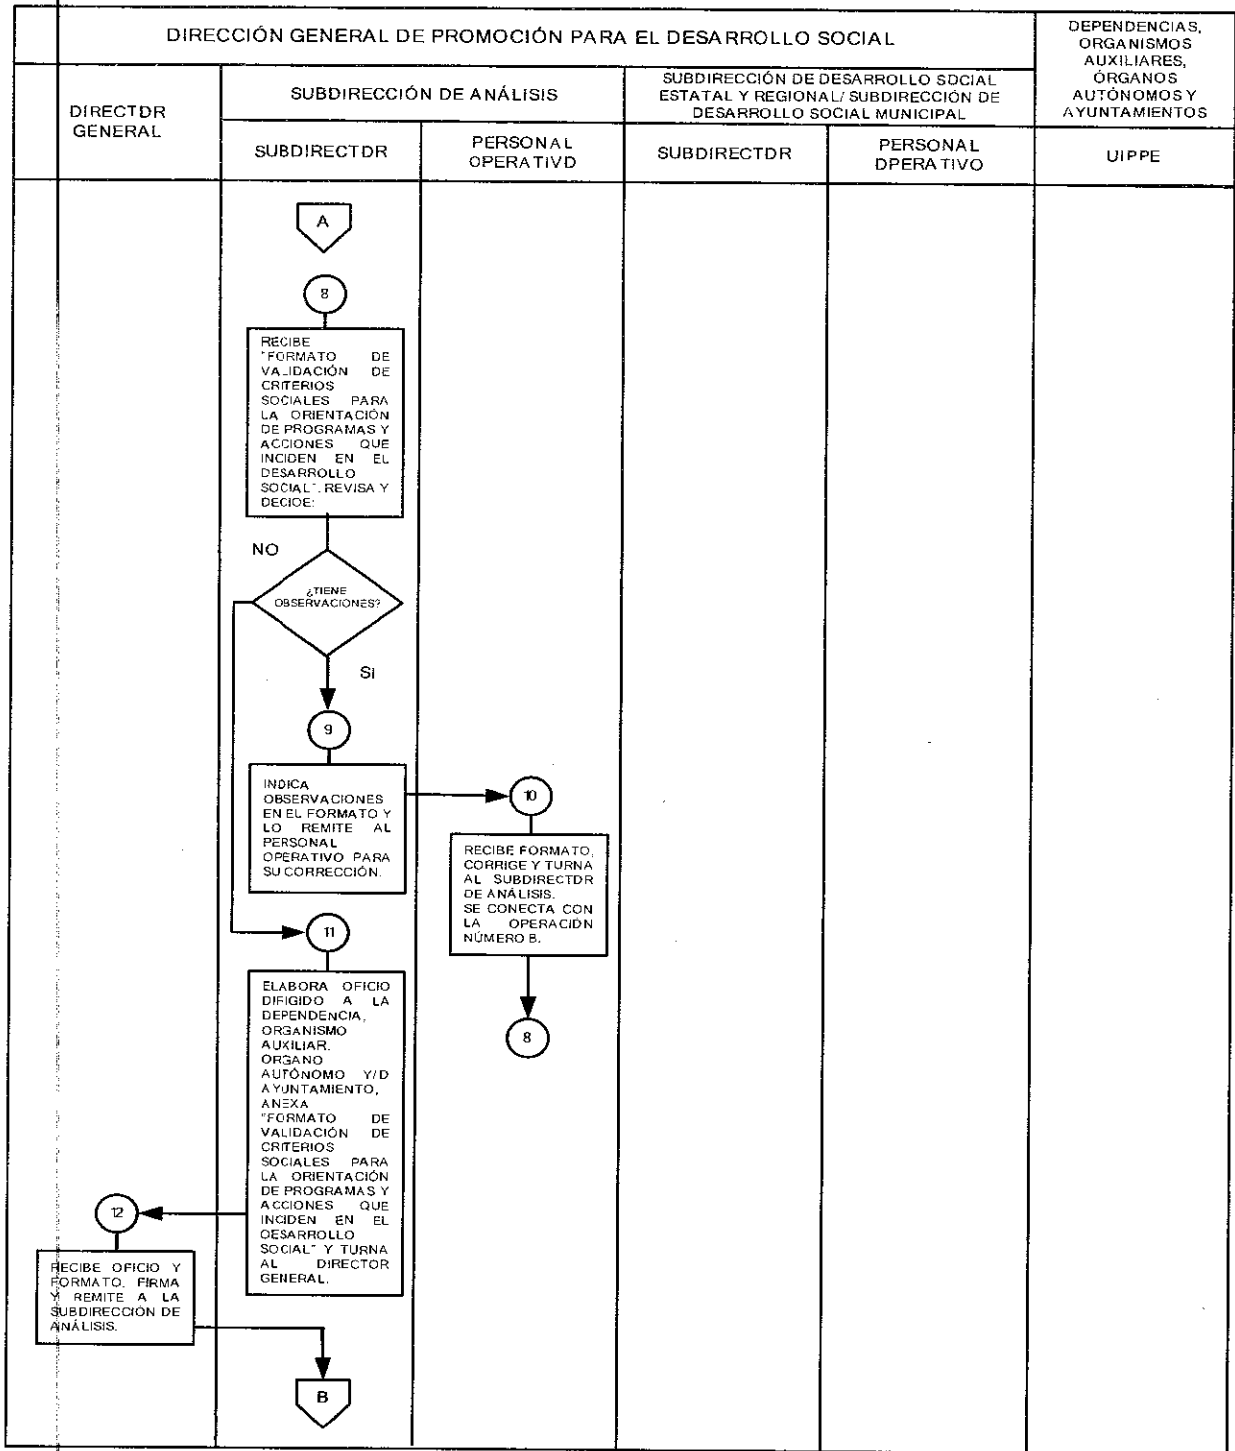 DIRECCIÓN GENERAL DE PROMOCIÓN PARA EL DESARROLLO SOCIAL
DEPENDENCIAS,
ORGANISMOS
AUXILIARES,
ÓRGANOS
AUTÓNOMOS Y
AYUNTAMIENTOS
DIRECTDR
GENERAL
SUBDIRECCIÓN DE ANÁLISIS
SUBDIRECCIÓN DE DESARROLLO SDCIAL
ESTATAL Y REGIONAL/ SUBDIRECCIÓN DE
DESARROLLO SOCIAL MUNICIPAL
SUBDIRECTDR
PERSONAL
OPERATIVD
SUBDIRECTDR
PERSONAL
DPERATIVO
UIPPE
A
8
RECIBE
"FORMATO DE
VALIDACIÓN DE
CRITERIOS
SOCIALES PARA
LA ORIENTACIÓN
DE PROGRAMAS Y
ACCIONES QUE
INCIDEN EN EL
DESARROLLO
SOCIAL". REVISA Y
DECIDE:
NO
¿TIENE
OBSERVACIONES?
SI
9
INDICA
OBSERVACIONES
EN EL FORMATO Y
LO REMITE AL
PERSONAL
OPERATIVO PARA
SU CORRECCIÓN.
10
RECIBE FORMATO,
CORRIGE Y TURNA
AL SUBDIRECTDR
DE ANÁLISIS.
SE CONECTA CON
LA OPERACIDN
NÚMERO B.
8
11
ELABORA OFICIO
DIFIGIDO A LA
DEPENDENCIA,
ORGANISMO
AUXILIAR.
ORGANO
AUTÓNOMO Y/D
AYUNTAMIENTO,
ANEXA
"FORMATO DE
VALIDACIÓN DE
CRITERIOS
SOCIALES PARA
LA ORIENTACIÓN
DE PROGRAMAS Y
ACCIONES QUE
INCIDEN EN EL
DESARROLLO
SOCIAL" Y TURNA
AL DIRECTOR
GENERAL.
12
RECIBE OFICIO Y
FORMATO. FIRMA
Y REMITE A LA
SUBDIRECCIÓN DE
ANÁLISIS.
B